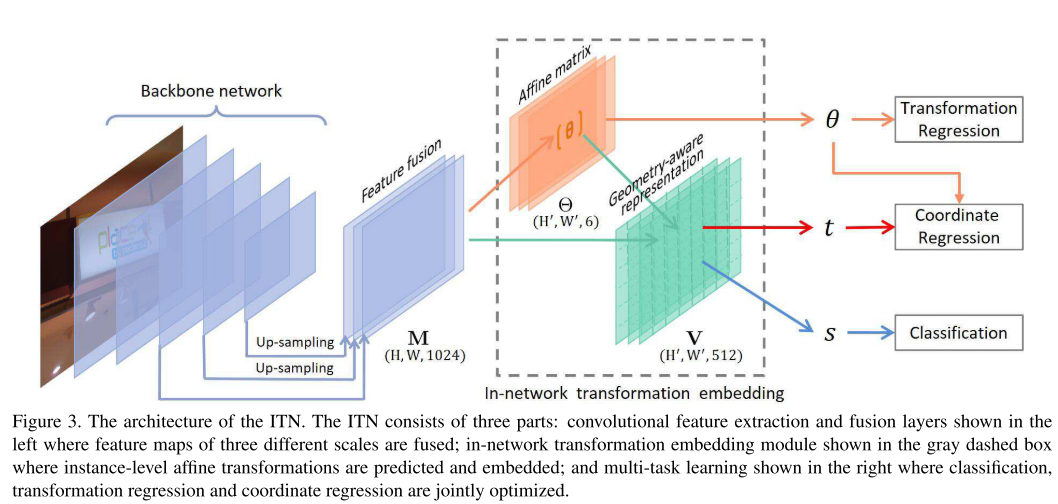 Backbone network
Feature fusion
Affine matrix
(θ)
Θ
(H′, W′, 6)
Geometry-aware
representation
θ
Transformation
Regression
t
Coordinate
Regression
s
Classification
Up-sampling
Up-sampling
M
(H, W, 1024)
V
(H′, W′, 512)
In-network transformation embedding
Figure 3. The architecture of the ITN. The ITN consists of three parts: convolutional feature extraction and fusion layers shown in the
left where feature maps of three different scales are fused; in-network transformation embedding module shown in the gray dashed box
where instance-level affine transformations are predicted and embedded; and multi-task learning shown in the right where classification,
transformation regression and coordinate regression are jointly optimized.